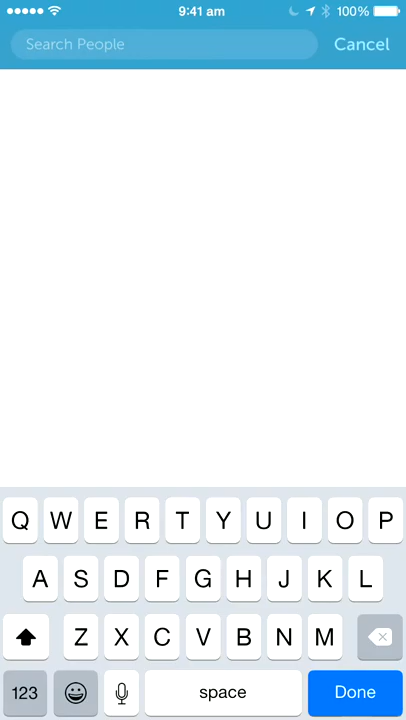 9:41 am 100%
Search People Cancel
Q W E R T Y U I O P
A S D F G H J K L
Z X C V B N M
123 space Done